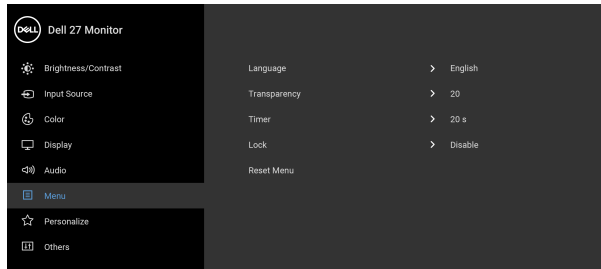 DELL Dell 27 Monitor
Brightness/Contrast
Input Source
Color
Display
Audio
Menu
Personalize
Others
Language > English
Transparency > 20
Timer > 20 s
Lock > Disable
Reset Menu